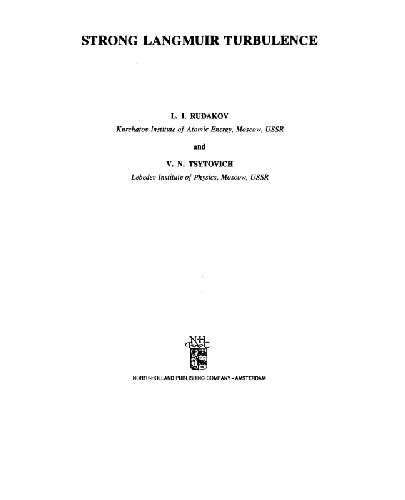 STRONG LANGMUIR TURBULENCE
L. I. RUDAKOV
Kurchatov Institute of Atomic Energy, Moscow, USSR
and
V. N. TSYTOVICH
Lebedev Institute of Physics, Moscow, USSR
NORTH-HOLLAND PUBLISHING COMPANY – AMSTERDAM